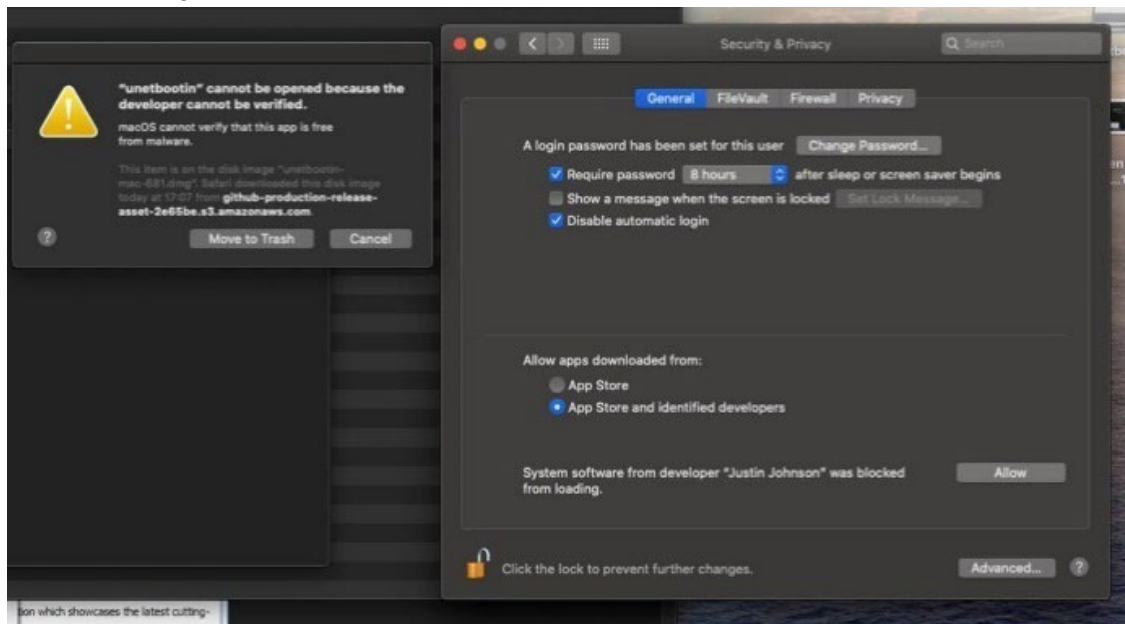 "unetbootin" cannot be opened because the
developer cannot be verified.
macOS cannot verify that this app is free
from malware.
This item is on the disk image "unetbootin-
mac-681.dmg". Safari downloaded this disk image
today at 17:07 from github-production-release-
asset-2e65be.s3.amazonaws.com.
?
Move to Trash
Cancel
Security & Privacy
Search
General
FileVault
Firewall
Privacy
A login password has been set for this user
Change Password...
Require password
8 hours
after sleep or screen saver begins
Show a message when the screen is locked
Set Lock Message...
Disable automatic login
Allow apps downloaded from:
App Store
App Store and identified developers
System software from developer "Justin Johnson" was blocked
from loading.
Allow
Click the lock to prevent further changes.
Advanced...
?
which showcases the latest cutting-